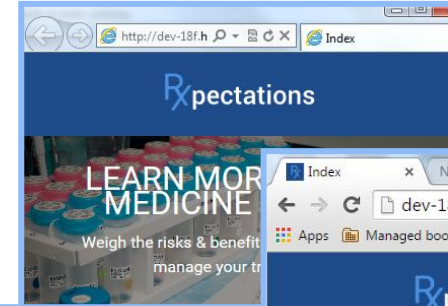 http://dev-18f.h
Index
Rxpectations
LEARN MOR
MEDICINE
Weigh the risks & benefit
manage your tr
Index
N
dev-1
Apps
Managed boo
Rx